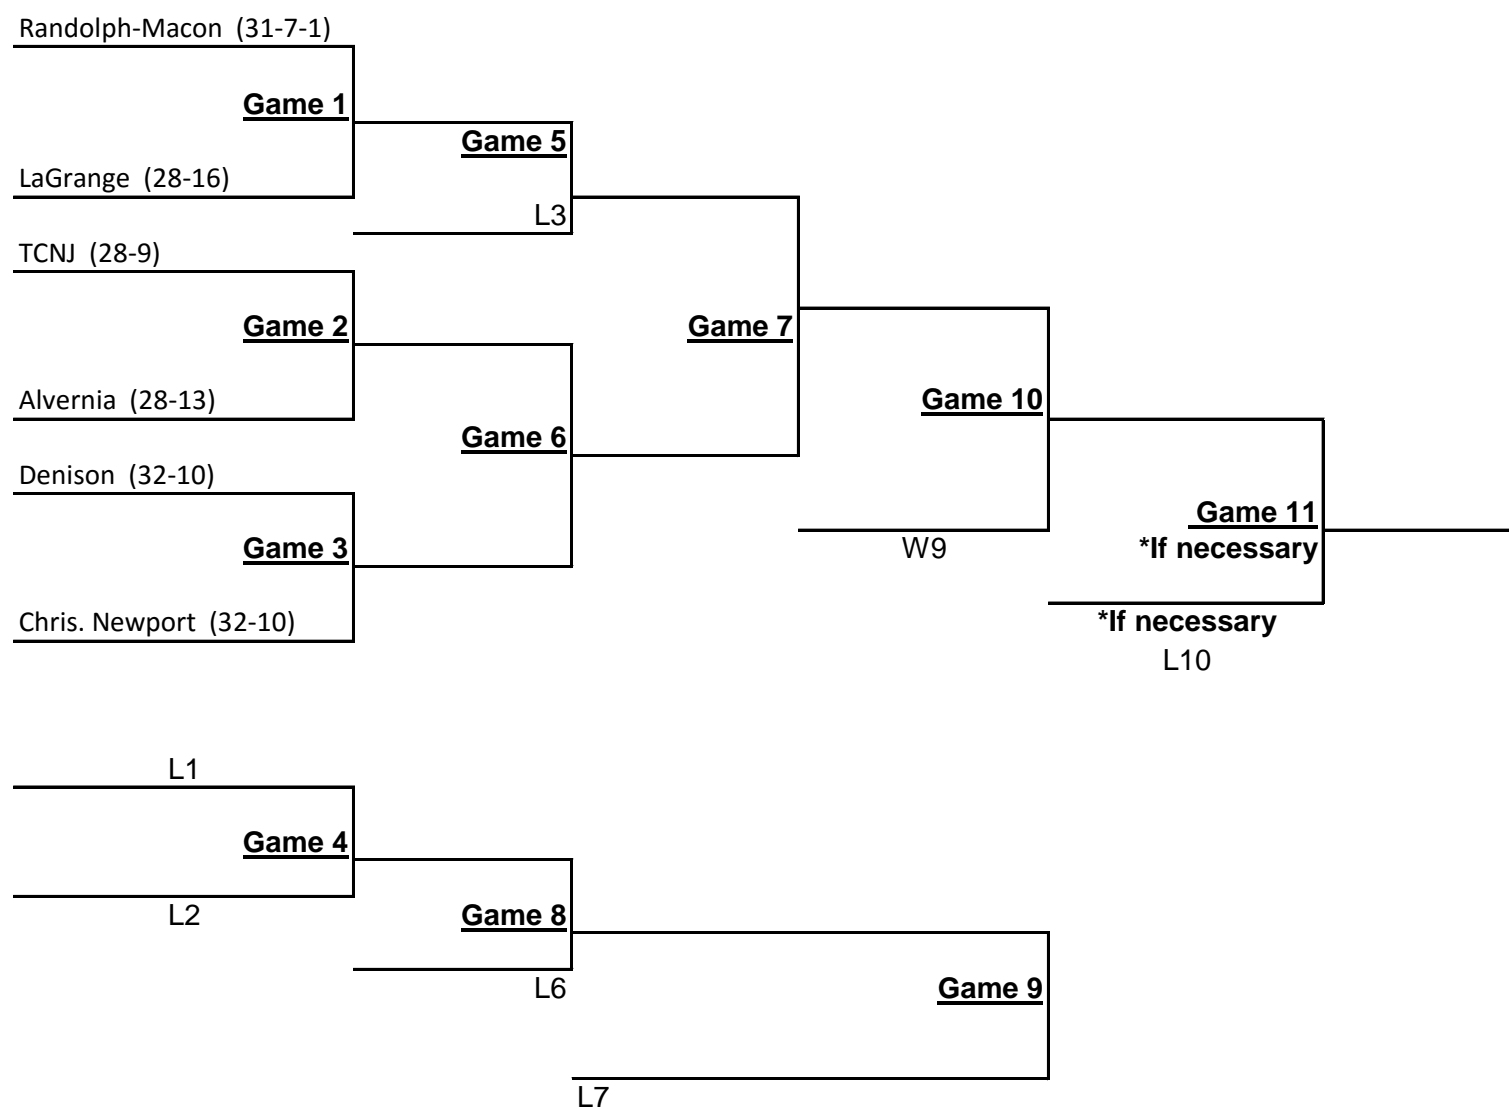 Randolph-Macon (31-7-1)
Game 1
Game 5
LaGrange (28-16)
L3
TCNJ (28-9)
Game 2
Game 7
Alvernia (28-13)
Game 10
Game 6
Denison (32-10)
Game 11
Game 3
W9
*If necessary
Chris. Newport (32-10)
*If necessary
L10
L1
Game 4
L2
Game 8
L6
Game 9
L7